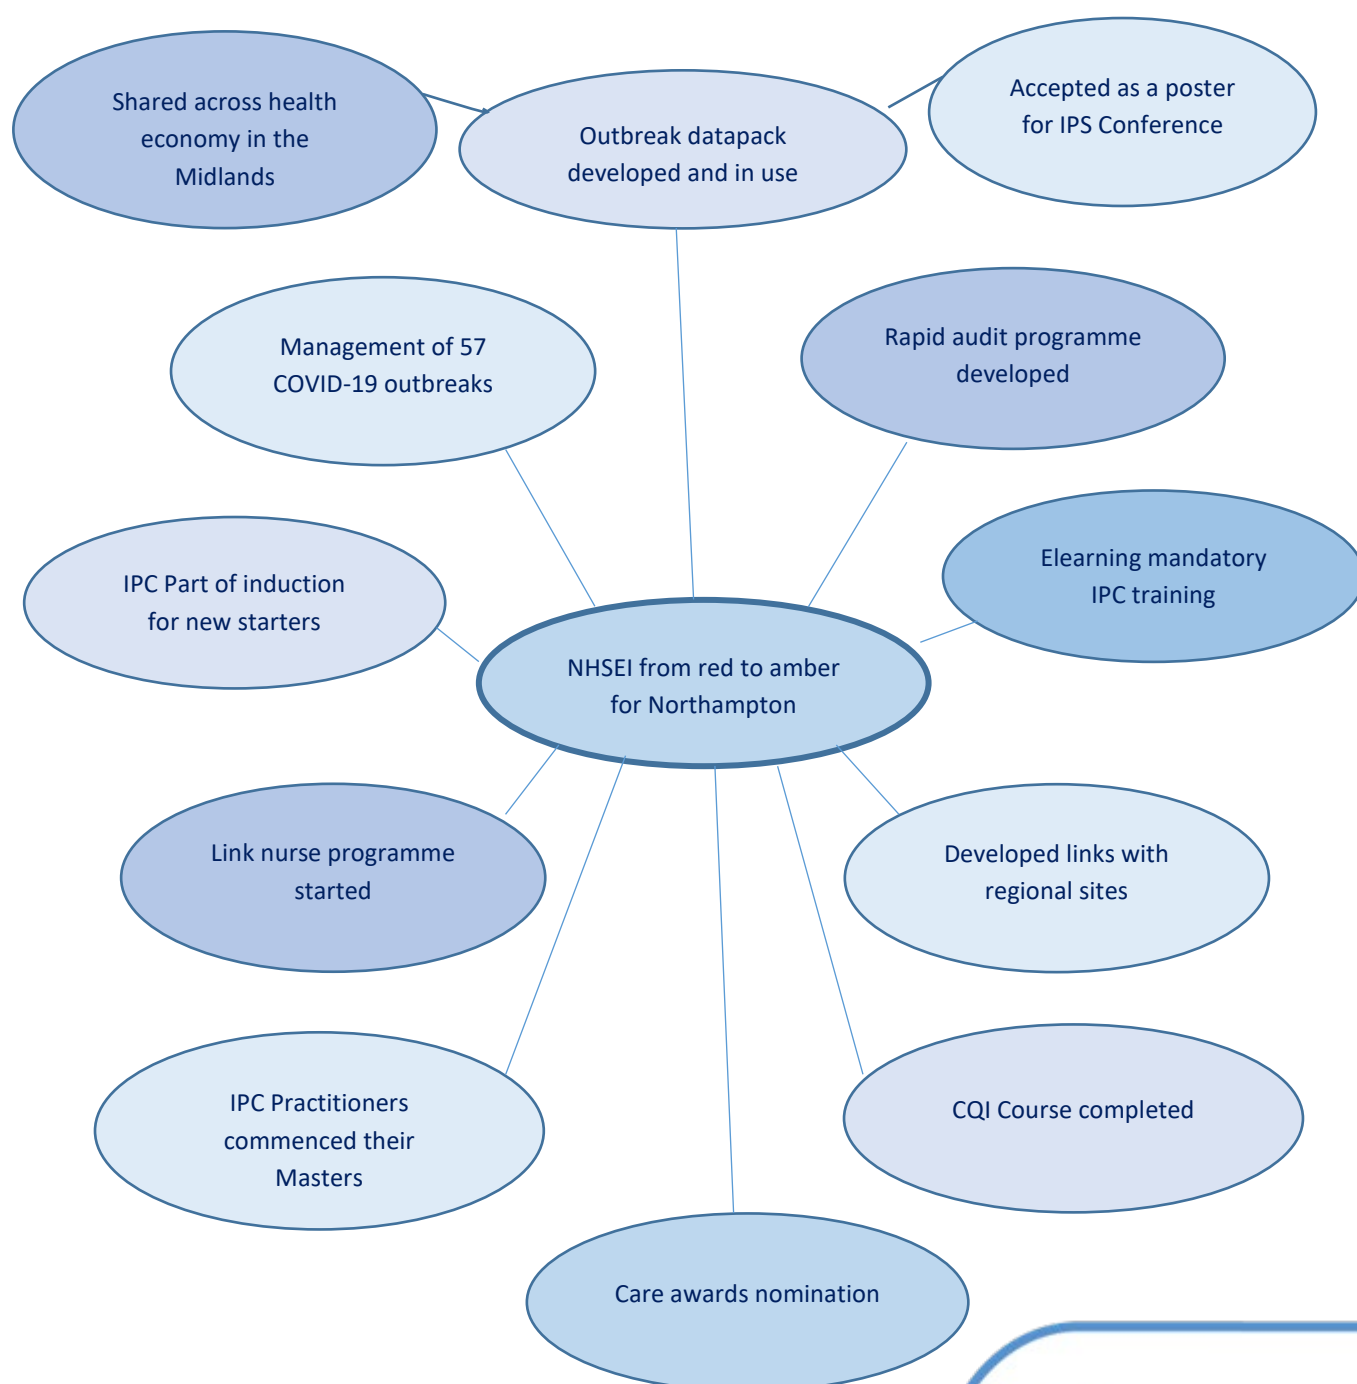 Shared across health
economy in the
Midlands
Outbreak datapack
developed and in use
Accepted as a poster
for IPS Conference
Management of 57
COVID-19 outbreaks
Rapid audit programme
developed
IPC Part of induction
for new starters
Elearning mandatory
IPC training
NHSEI from red to amber
for Northampton
Link nurse programme
started
Developed links with
regional sites
IPC Practitioners
commenced their
Masters
CQI Course completed
Care awards nomination